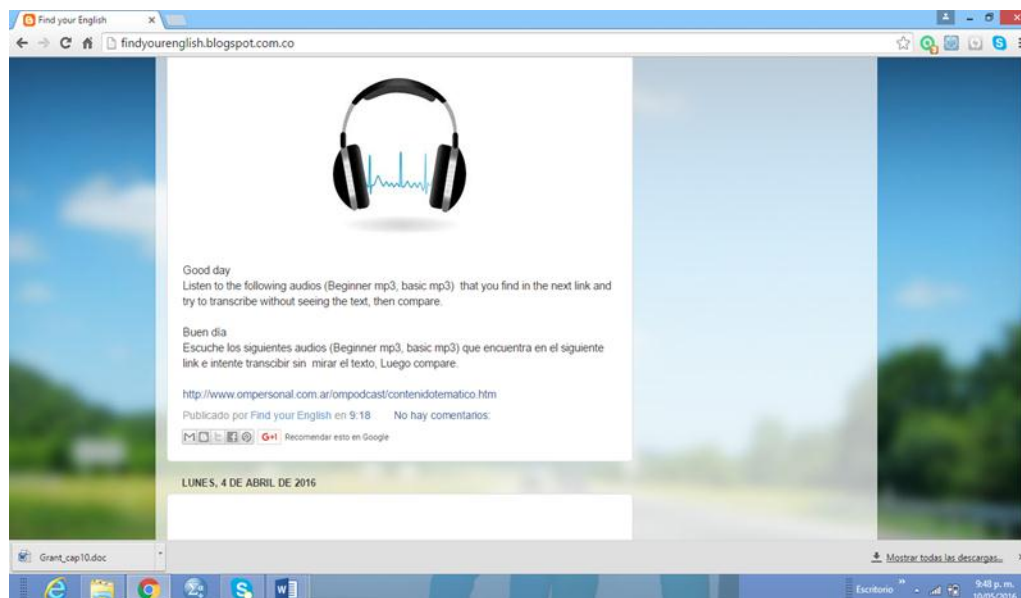 Find your English
findyourenglish.blogspot.com.co
Good day
Listen to the following audios (Beginner mp3, basic mp3) that you find in the next link and
try to transcribe without seeing the text, then compare.
Buen día
Escuche los siguientes audios (Beginner mp3, basic mp3) que encuentra en el siguiente
link e intente transcibir sin mirar el texto, Luego compare.
http://www.ompersonal.com.ar/ompodcast/contenidotematico.htm
Publicado por Find your English en 9:18 No hay comentarios:
G+1 Recomendar esto en Google
LUNES, 4 DE ABRIL DE 2016
Grant_cap10.doc
Mostrar todas las descargas...
Escritorio
9:48 p. m.
10/05/2016